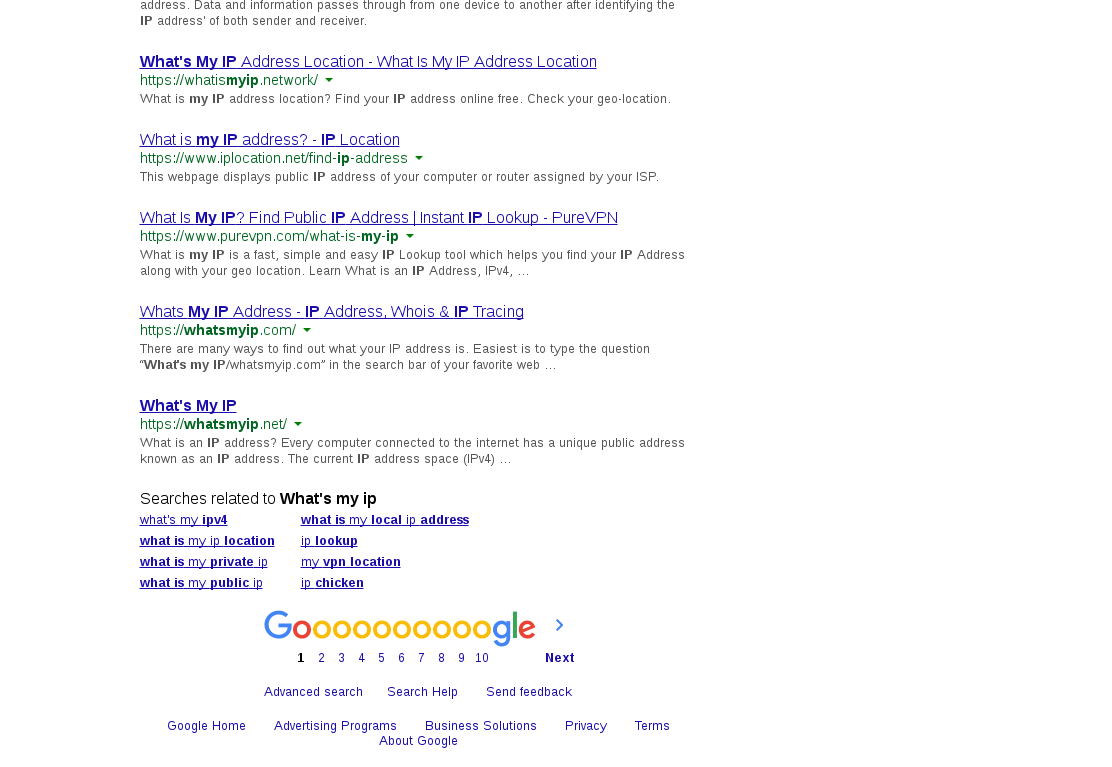 address. Data and information passes through from one device to another after identifying the
IP address' of both sender and receiver.
What's My IP Address Location - What Is My IP Address Location
https://whatismyip.network/
What is my IP address location? Find your IP address online free. Check your geo-location.
What is my IP address? - IP Location
https://www.iplocation.net/find-ip-address
This webpage displays public IP address of your computer or router assigned by your ISP.
What Is My IP? Find Public IP Address | Instant IP Lookup - PureVPN
https://www.purevpn.com/what-is-my-ip
What is my IP is a fast, simple and easy IP Lookup tool which helps you find your IP Address
along with your geo location. Learn What is an IP Address, IPv4, ...
Whats My IP Address - IP Address, Whois & IP Tracing
https://whatsmyip.com/
There are many ways to find out what your IP address is. Easiest is to type the question
“What's my IP/whatsmyip.com” in the search bar of your favorite web ...
What's My IP
https://whatsmyip.net/
What is an IP address? Every computer connected to the internet has a unique public address
known as an IP address. The current IP address space (IPv4) ...
Searches related to What's my ip
what's my ipv4 what is my local ip address
what is my ip location ip lookup
what is my private ip my vpn location
what is my public ip ip chicken
Goooooooooogle
1 2 3 4 5 6 7 8 9 10 Next
Advanced search Search Help Send feedback
Google Home Advertising Programs Business Solutions Privacy Terms
About Google